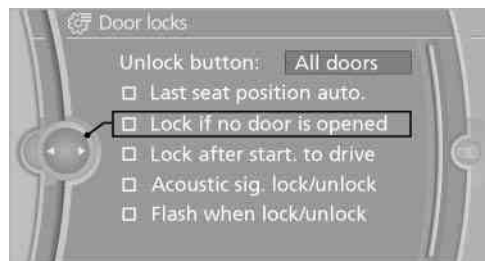 Door locks
Unlock button: All doors
Last seat position auto.
Lock if no door is opened
Lock after start. to drive
Acoustic sig. lock/unlock
Flash when lock/unlock